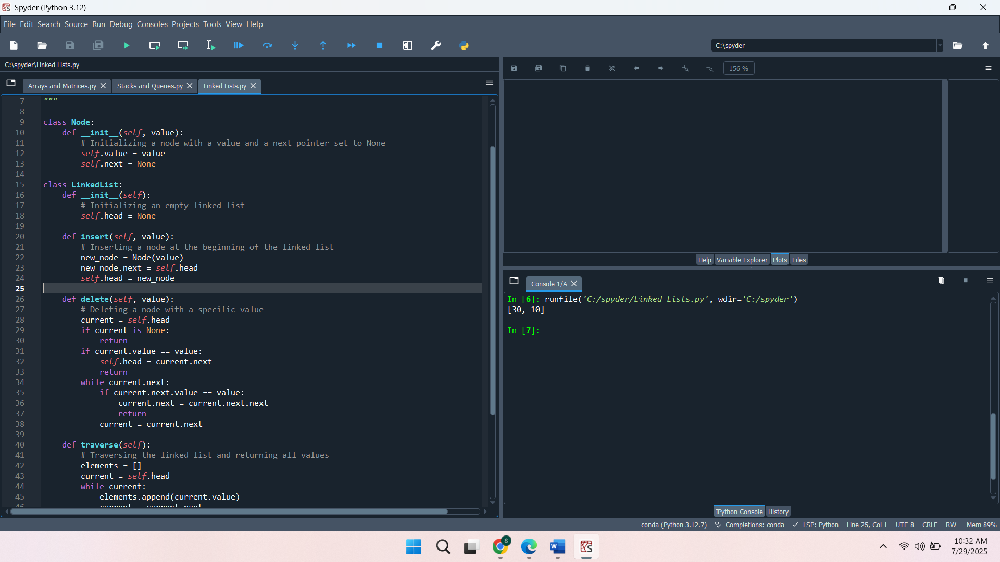 Spyder (Python 3.12)
File Edit Search Source Run Debug Consoles Projects Tools View Help
C:\spyder
C:\spyder\Linked Lists.py
156 %
Arrays and Matrices.py Stacks and Queues.py Linked Lists.py
7 """
8
9 class Node:
10     def __init__(self, value):
11         # Initializing a node with a value and a next pointer set to None
12         self.value = value
13         self.next = None
14
15 class LinkedList:
16     def __init__(self):
17         # Initializing an empty linked list
18         self.head = None
19
20     def insert(self, value):
21         # Inserting a node at the beginning of the linked list
22         new_node = Node(value)
23         new_node.next = self.head
24         self.head = new_node
25
26     def delete(self, value):
27         # Deleting a node with a specific value
28         current = self.head
29         if current is None:
30             return
31         if current.value == value:
32             self.head = current.next
33             return
34         while current.next:
35             if current.next.value == value:
36                 current.next = current.next.next
37                 return
38             current = current.next
39
40     def traverse(self):
41         # Traversing the linked list and returning all values
42         elements = []
43         current = self.head
44         while current:
45             elements.append(current.value)
46             current = current.next
Help Variable Explorer Plots Files
Console 1/A
In [6]: runfile('C:/spyder/Linked Lists.py', wdir='C:/spyder')
[30, 10]
In [7]:
IPython Console History
conda (Python 3.12.7) Completions: conda LSP: Python Line 25, Col 1 UTF-8 CRLF RW Mem 89%
S
W
10:32 AM
7/29/2025